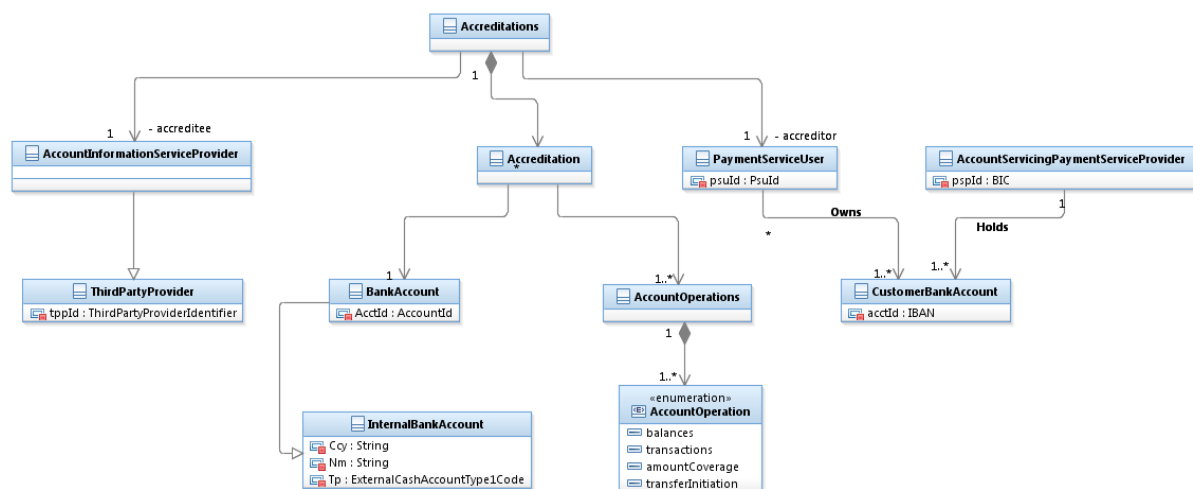 Accreditations
1
1
- accreditee
1
- accreditor
AccountInformationServiceProvider
Accreditation
*
PaymentServiceUser
psuId : PsuId
AccountServicingPaymentServiceProvider
pspId : BIC
1
Owns
Holds
*
1
1..*
1..*
1..*
ThirdPartyProvider
tppId : ThirdPartyProviderIdentifier
BankAccount
AcctId : AccountId
AccountOperations
CustomerBankAccount
acctId : IBAN
1
1..*
«enumeration»
AccountOperation
balances
transactions
amountCoverage
transferInitiation
InternalBankAccount
Ccy : String
Nm : String
Tp : ExternalCashAccountType1Code